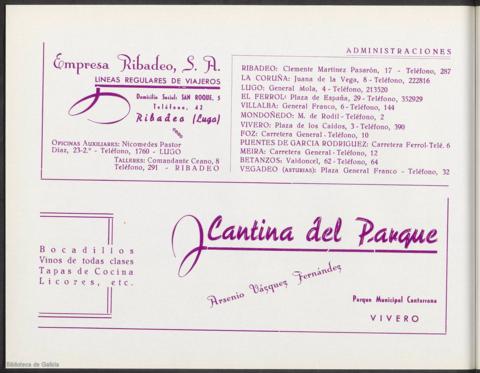 ADMINISTRACIONES
Empresa Ribadeo, S. A.
LINEAS REGULARES DE VIAJEROS
Domicilio Social: SAN ROQUE, 5
Teléfono, 42
Ribadeo (Lugo)
OFICINAS AUXILIARES: Nicomedes Pastor
Díaz, 23-2.º - Teléfono, 1760 - LUGO
TALLERES: Comandante Ceano, 8
Teléfono, 291 - RIBADEO
RIBADEO: Clemente Martinez Pasarón, 17 - Teléfono, 287
LA CORUÑA: Juana de la Vega, 8 - Teléfono, 222816
LUGO: General Mola, 4 - Teléfono, 213520
EL FERROL: Plaza de España, 29 - Teléfono, 352929
VILLALBA: General Franco, 6 - Teléfono, 144
MONDOÑEDO: M. de Rodil - Teléfono, 2
VIVERO: Plaza de los Caidos, 3 - Teléfono, 390
FOZ: Carretera General - Teléfono, 10
PUENTES DE GARCIA RODRIGUEZ: Carretera Ferrol-Telé. 6
MEIRA: Carretera General - Teléfono, 12
BETANZOS: Valdoncel, 62 - Teléfono, 64
VEGADEO (ASTURIAS): Plaza General Franco - Teléfono, 32
Bocadillos
Vinos de todas clases
Tapas de Cocina
Licores, etc.
Cantina del Parque
Arsenio Vázquez Fernández
Parque Municipal Cantarrana
VIVERO
Biblioteca de Galicia